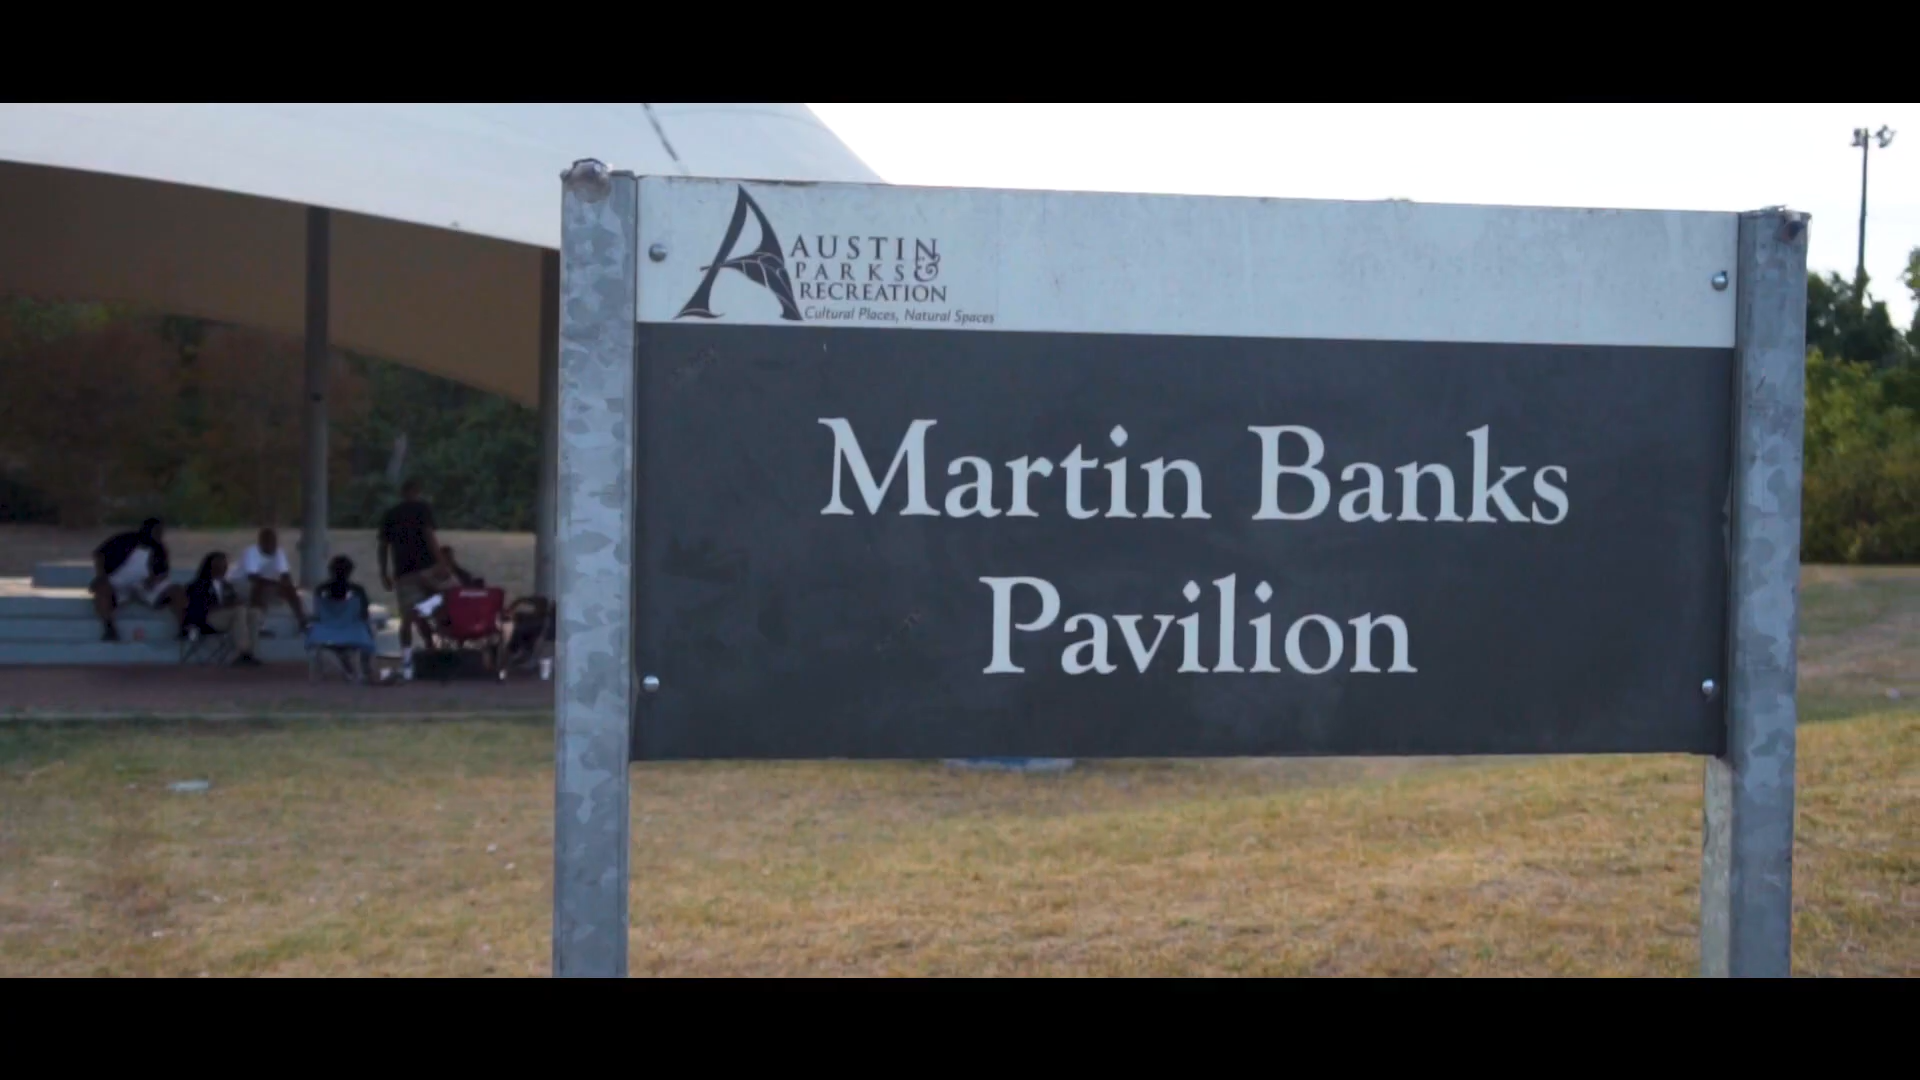 AUSTIN
PARKS &
RECREATION
Cultural Places, Natural Spaces
Martin Banks
Pavilion